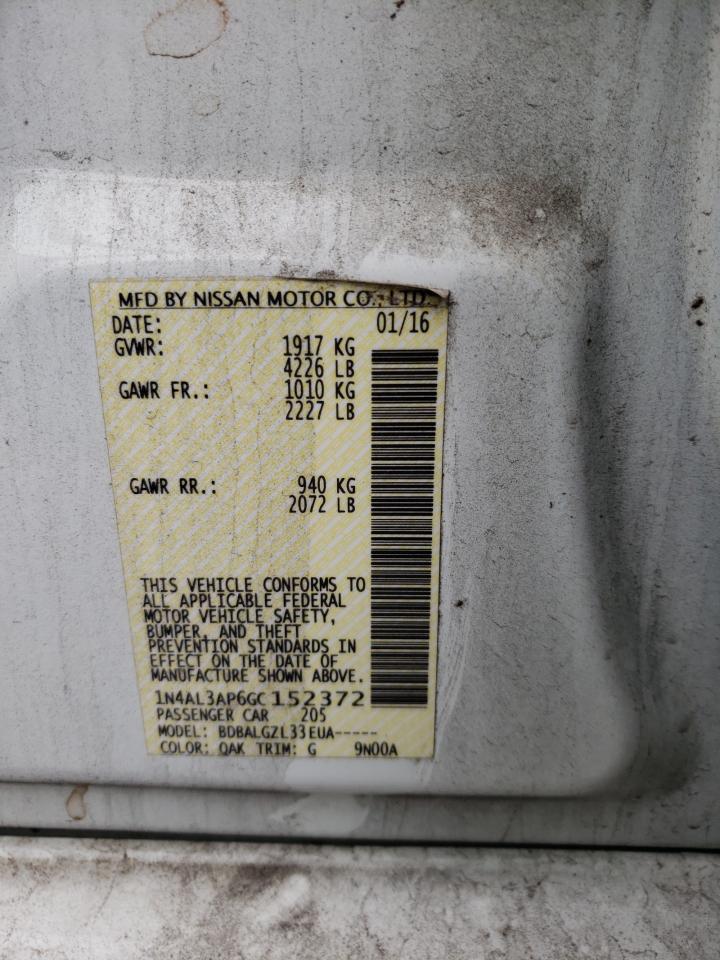 MFD BY NISSAN MOTOR CO., LTD.
DATE: 01/16
GVWR: 1917 KG
4226 LB
GAWR FR.: 1010 KG
2227 LB
GAWR RR.: 940 KG
2072 LB
THIS VEHICLE CONFORMS TO
ALL APPLICABLE FEDERAL
MOTOR VEHICLE SAFETY,
BUMPER, AND THEFT
PREVENTION STANDARDS IN
EFFECT ON THE DATE OF
MANUFACTURE SHOWN ABOVE.
1N4AL3AP6GC152372
PASSENGER CAR 205
MODEL: BDBALGZL33EUA-----
COLOR: QAK TRIM: G 9N00A